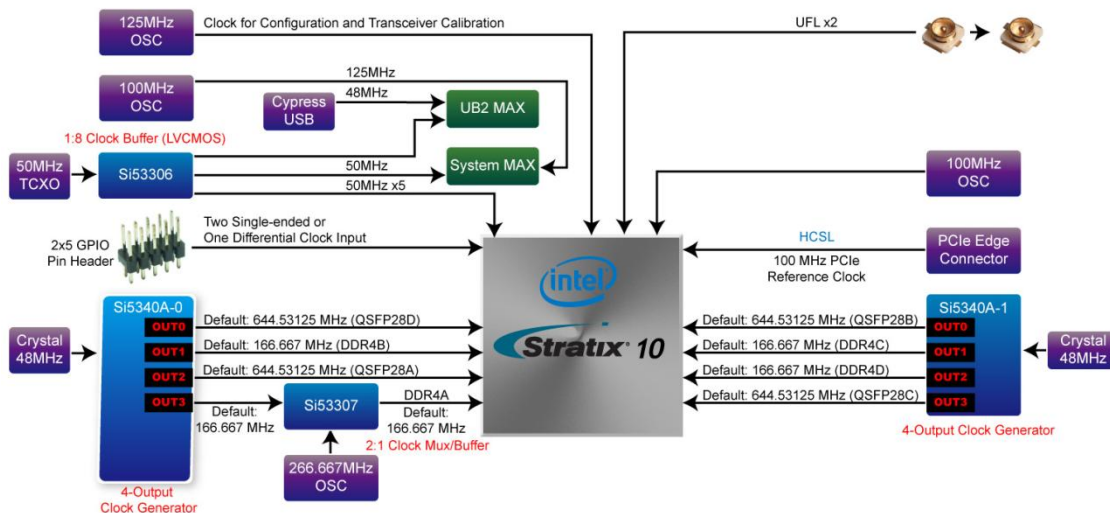 125MHz
OSC
Clock for Configuration and Transceiver Calibration
UFL x2
100MHz
OSC
125MHz
48MHz
Cypress
USB
UB2 MAX
1:8 Clock Buffer (LVCMOS)
50MHz
TCXO
Si53306
50MHz
System MAX
50MHz x5
100MHz
OSC
2x5 GPIO
Pin Header
Two Single-ended or
One Differential Clock Input
HCSL
100 MHz PCIe
Reference Clock
PCIe Edge
Connector
intel
Stratix 10
Si5340A-0
Crystal
48MHz
OUT0
Default: 644.53125 MHz (QSFP28D)
OUT1
Default: 166.667 MHz (DDR4B)
OUT2
Default: 644.53125 MHz (QSFP28A)
OUT3
Default:
166.667 MHz
Si53307
DDR4A
Default:
166.667 MHz
2:1 Clock Mux/Buffer
266.667MHz
OSC
4-Output
Clock Generator
Si5340A-1
Default: 644.53125 MHz (QSFP28B)
OUT0
Default: 166.667 MHz (DDR4C)
OUT1
Default: 166.667 MHz (DDR4D)
OUT2
Default: 644.53125 MHz (QSFP28C)
OUT3
Crystal
48MHz
4-Output Clock Generator